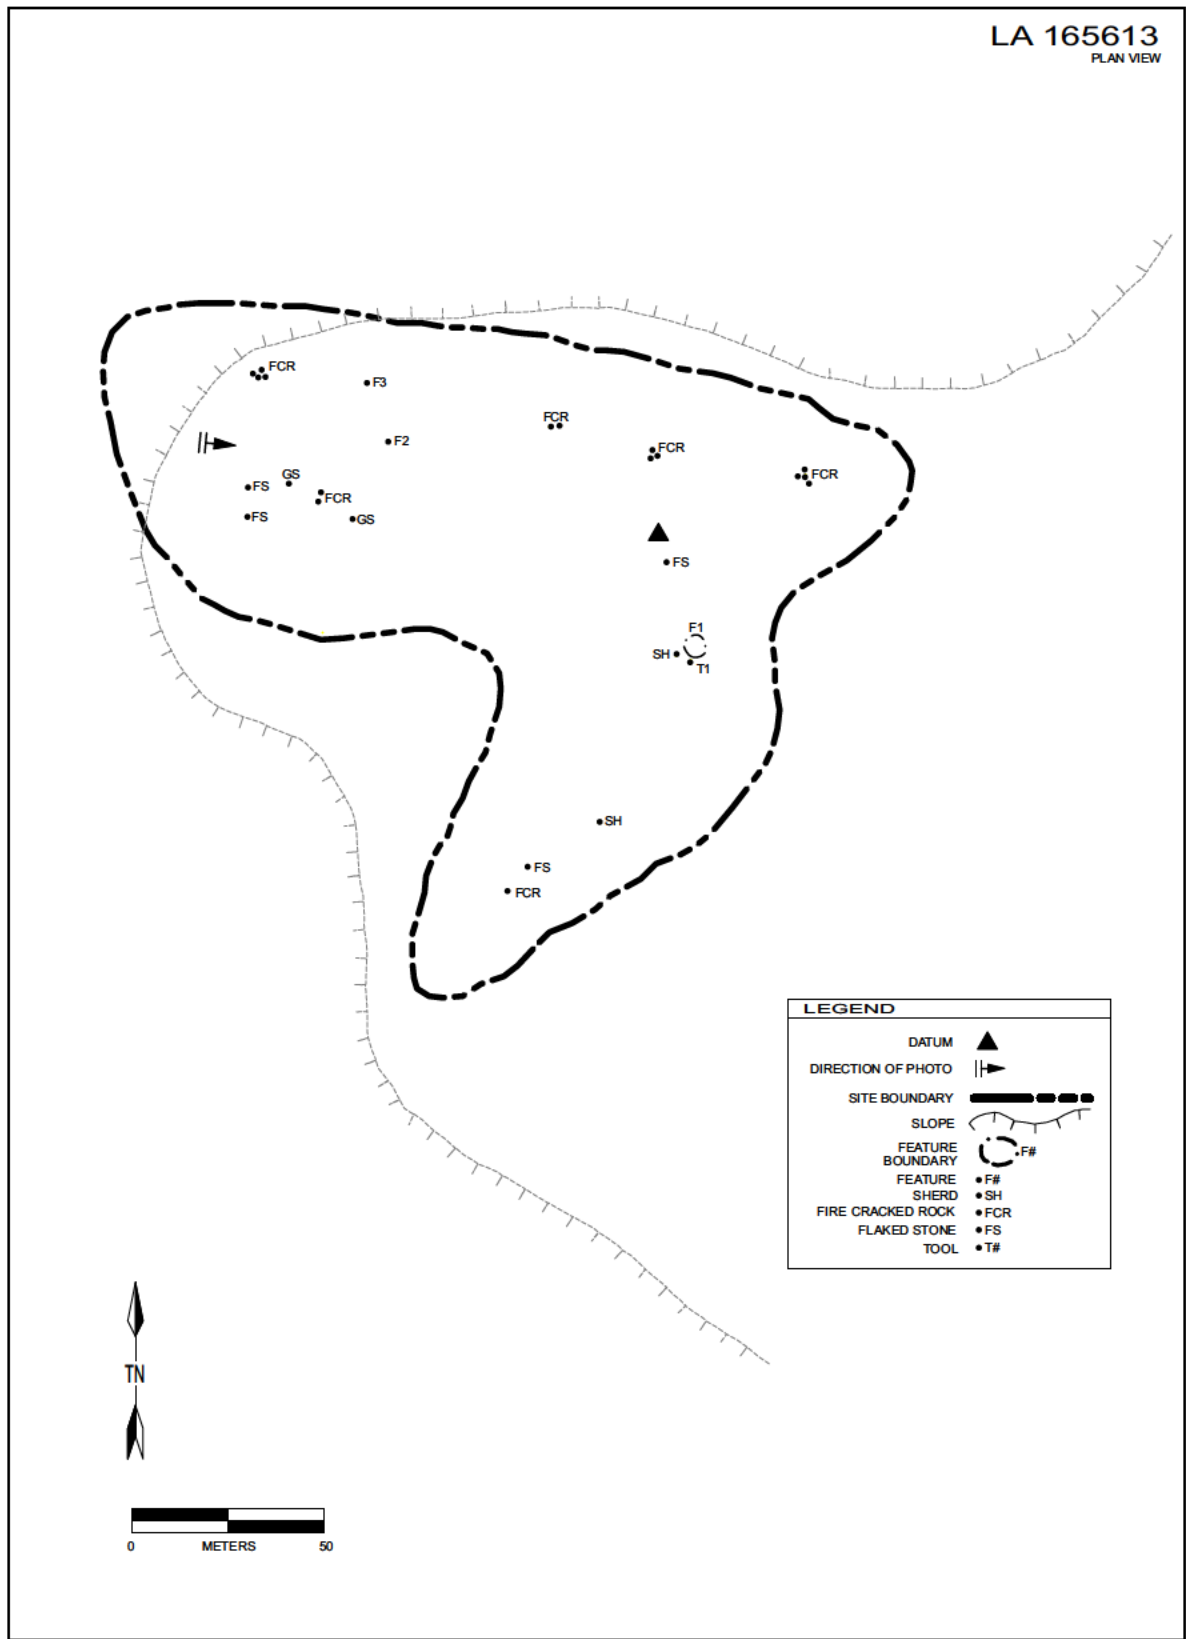 LA 165613
PLAN VIEW
FCR
F3
FCR
F2
FCR
FCR
GS
FS
FCR
FS
GS
FS
F1
SH
T1
SH
FS
FCR
LEGEND
DATUM
DIRECTION OF PHOTO
SITE BOUNDARY
SLOPE
FEATURE
BOUNDARY
F#
FEATURE F#
SHERD SH
FIRE CRACKED ROCK FCR
FLAKED STONE FS
TOOL T#
TN
0 METERS 50